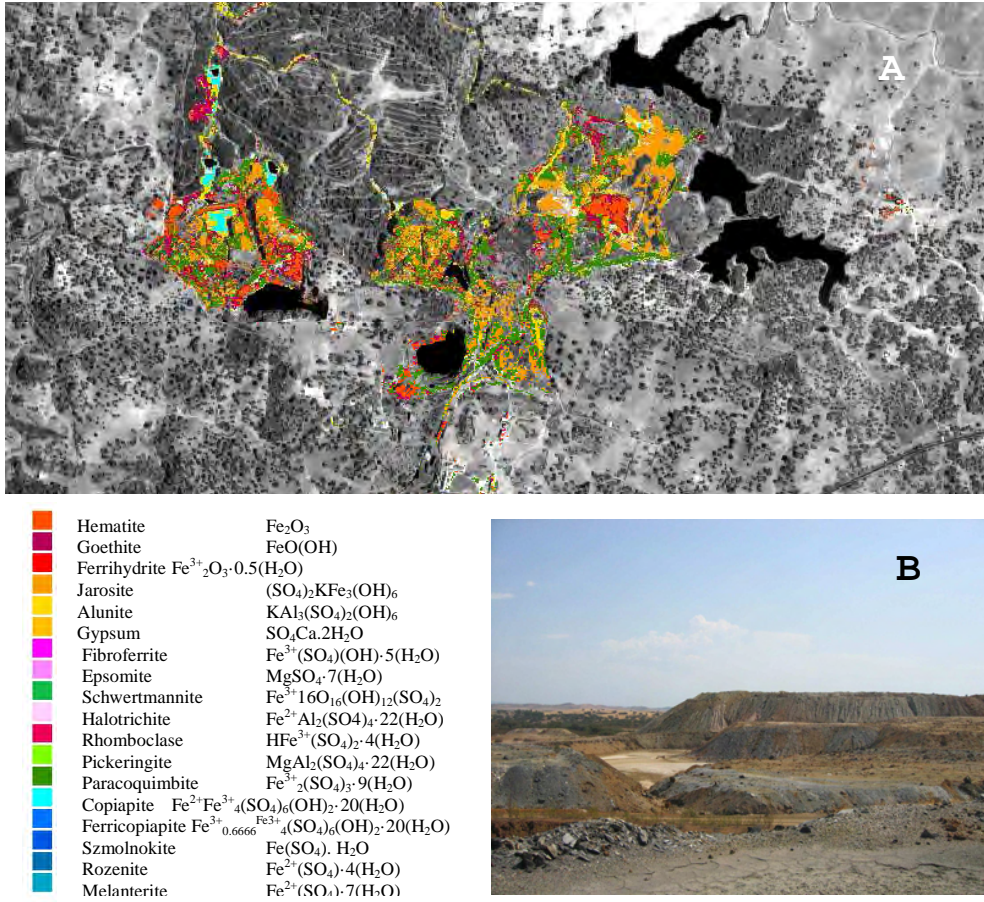 A
Hematite Fe₂O₃
Goethite FeO(OH)
Ferrihydrite Fe³⁺₂O₃·0.5(H₂O)
Jarosite (SO₄)₂KFe₃(OH)₆
Alunite KAl₃(SO₄)₂(OH)₆
Gypsum SO₄Ca.2H₂O
Fibroferrite Fe³⁺(SO₄)(OH)·5(H₂O)
Epsomite MgSO₄·7(H₂O)
Schwertmannite Fe³⁺16O₁₆(OH)₁₂(SO₄)₂
Halotrichite Fe²⁺Al₂(SO4)₄·22(H₂O)
Rhomboclase HFe³⁺(SO₄)₂·4(H₂O)
Pickeringite MgAl₂(SO₄)₄·22(H₂O)
Paracoquimbite Fe³⁺₂(SO₄)₃·9(H₂O)
Copiapite Fe²⁺Fe³⁺₄(SO₄)₆(OH)₂·20(H₂O)
Ferricopiapite Fe³⁺₀.₆₆₆₆Fe³⁺₄(SO₄)₆(OH)₂·20(H₂O)
Szmolnokite Fe(SO₄). H₂O
Rozenite Fe²⁺(SO₄)·4(H₂O)
Melanterite Fe²⁺(SO₄)·7(H₂O)
B